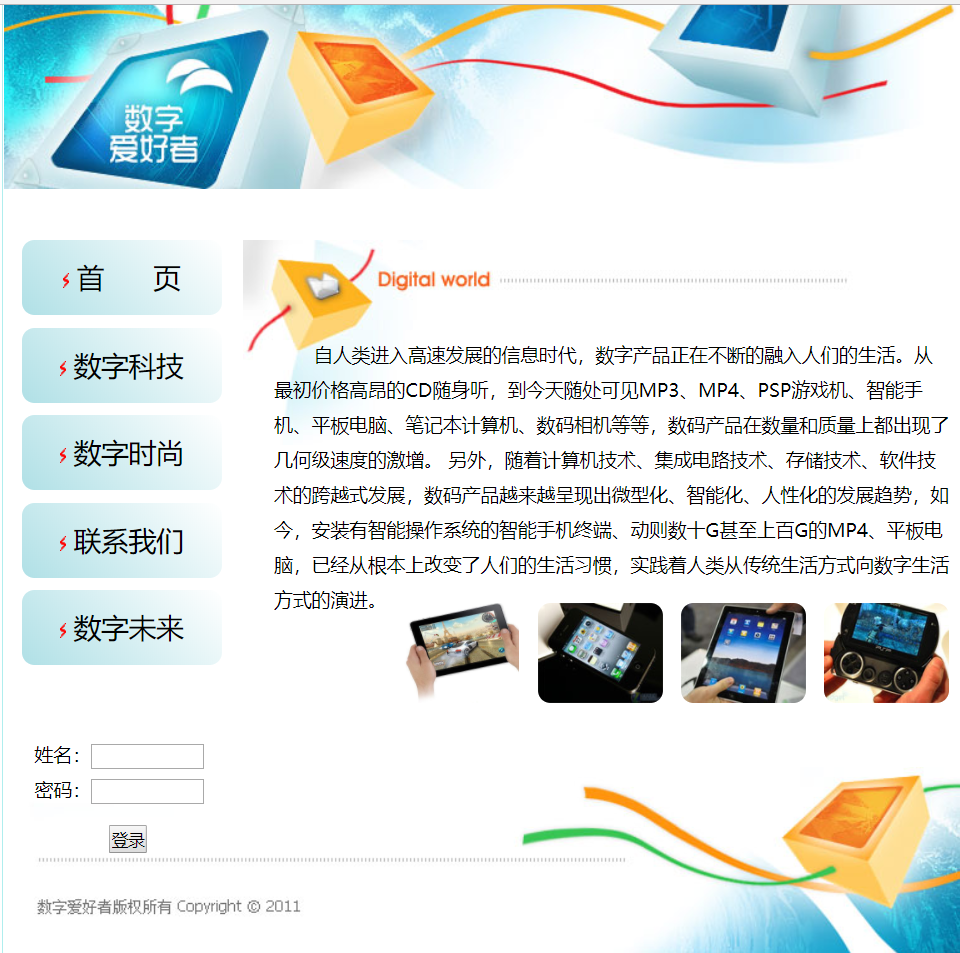 数字
爱好者
首 页
数字科技
数字时尚
联系我们
数字未来
Digital world
自人类进入高速发展的信息时代，数字产品正在不断的融入人们的生活。从
最初价格高昂的CD随身听，到今天随处可见MP3、MP4、PSP游戏机、智能手
机、平板电脑、笔记本计算机、数码相机等等，数码产品在数量和质量上都出现了
几何级速度的激增。 另外，随着计算机技术、集成电路技术、存储技术、软件技
术的跨越式发展，数码产品越来越呈现出微型化、智能化、人性化的发展趋势，如
今，安装有智能操作系统的智能手机终端、动则数十G甚至上百G的MP4、平板电
脑，已经从根本上改变了人们的生活习惯，实践着人类从传统生活方式向数字生活
方式的演进。
PSP
姓名：
密码：
登录
数字爱好者版权所有 Copyright © 2011